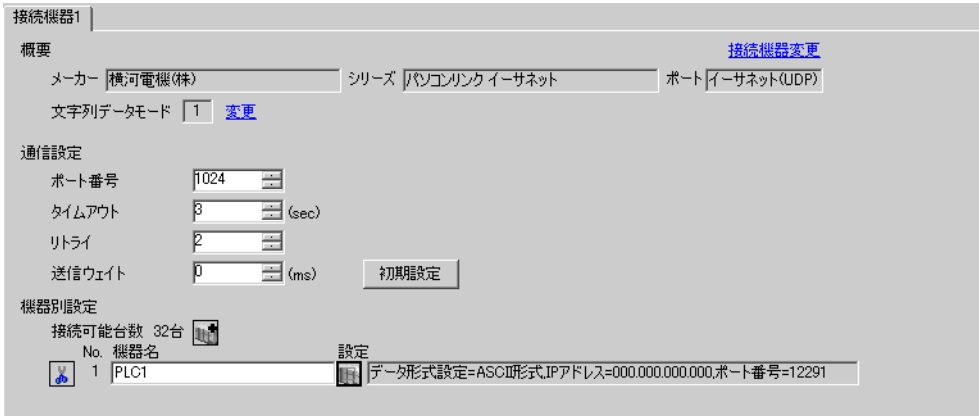 接続機器1
概要 接続機器変更
メーカー 横河電機(株) シリーズ パソコンリンク イーサネット ポート イーサネット(UDP)
文字列データモード 1 変更
通信設定
ポート番号 1024
タイムアウト 3 (sec)
リトライ 2
送信ウェイト 0 (ms) 初期設定
機器別設定
接続可能台数 32台
No. 機器名 設定
1 PLC1 データ形式設定=ASCII形式,IPアドレス=000.000.000.000,ポート番号=12291